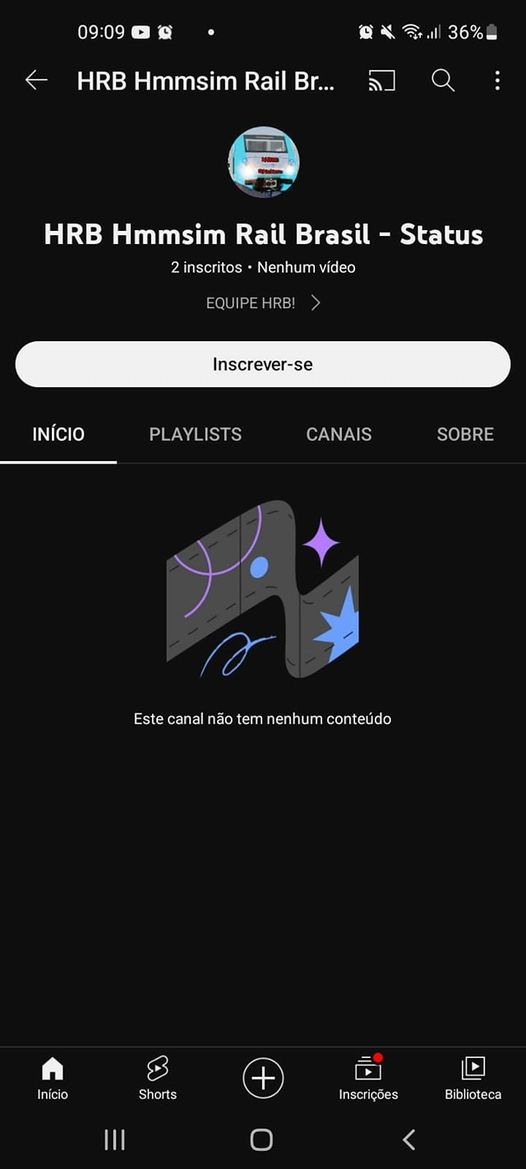 09:09
36%
HRB Hmmsim Rail Br...
HRB Hmmsim Rail Brasil - Status
2 inscritos • Nenhum vídeo
EQUIPE HRB!
Inscrever-se
INÍCIO PLAYLISTS CANAIS SOBRE
Este canal não tem nenhum conteúdo
Início Shorts Inscrições Biblioteca